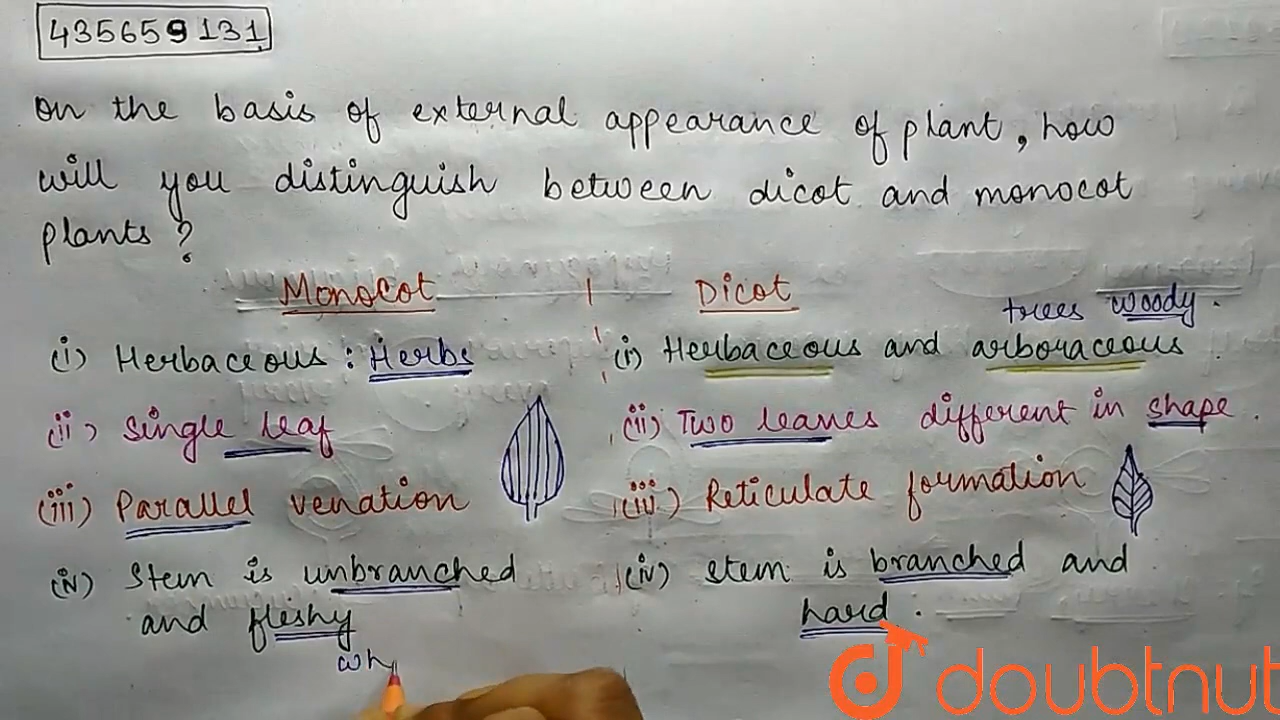 435659131
on the basis of external appearance of plant, how
will you distinguish between dicot and monocot
plants?
Monocot | Dicot
trees woody.
(i) Herbaceous : Herbs
(i) Herbaceous and arboraceous.
(ii) single leaf
(ii) Two leaves different in shape.
(iii) Parallel venation
(iii) Reticulate formation
(iv) Stem is unbranched
and fleshy
wh
(iv) stem is branched and
hard.
doubtnut